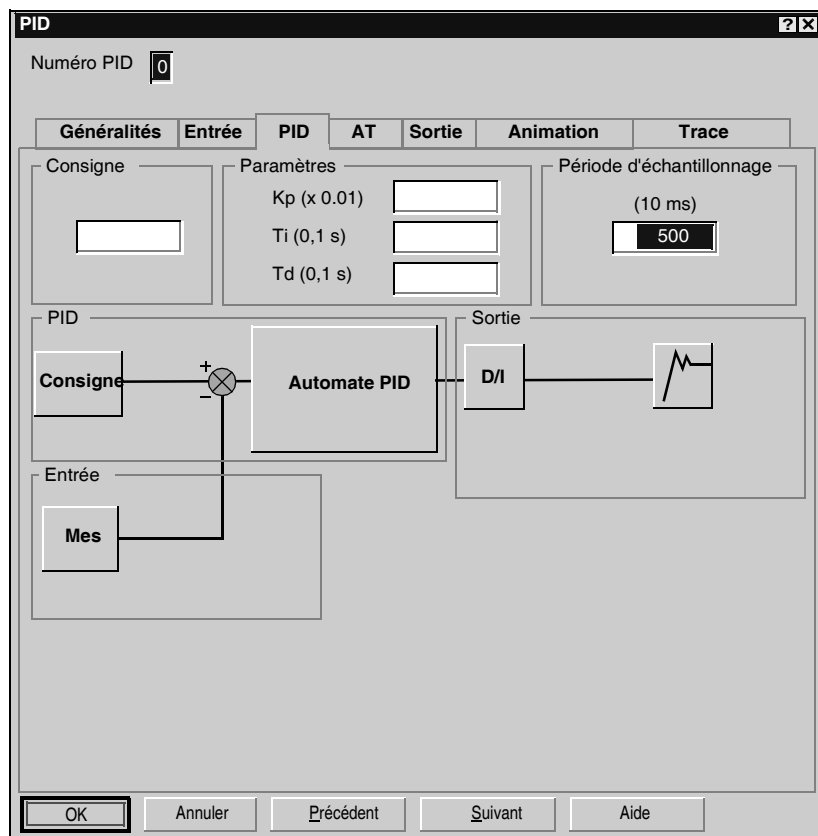 PID
Numéro PID 0
Généralités Entrée PID AT Sortie Animation Trace
Consigne
Paramètres
Kp (x 0.01)
Ti (0,1 s)
Td (0,1 s)
Période d'échantillonnage
(10 ms)
500
PID
Consigne
+
−
Automate PID
Sortie
D/I
Entrée
Mes
OK Annuler Précédent Suivant Aide